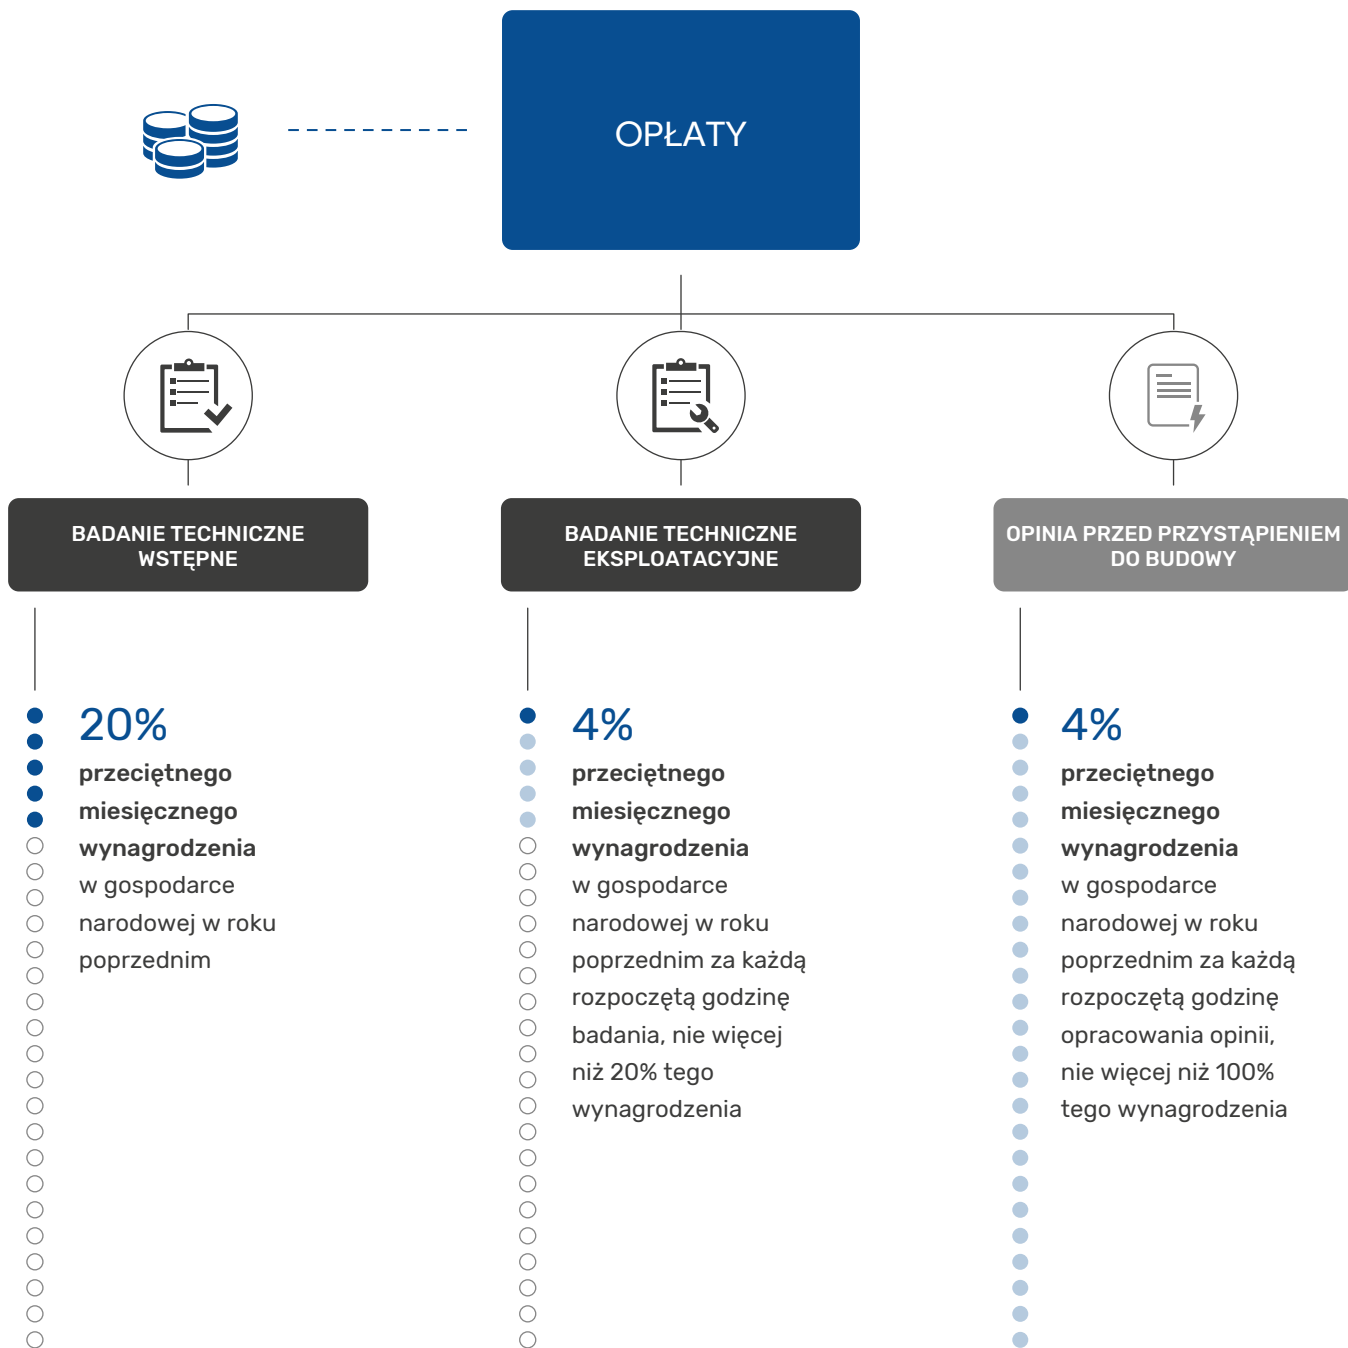 OPŁATY
BADANIE TECHNICZNE
WSTĘPNE
BADANIE TECHNICZNE
EKSPLOATACYJNE
OPINIA PRZED PRZYSTĄPIENIEM
DO BUDOWY
20%
przeciętnego
miesięcznego
wynagrodzenia
w gospodarce
narodowej w roku
poprzednim
4%
przeciętnego
miesięcznego
wynagrodzenia
w gospodarce
narodowej w roku
poprzednim za każdą
rozpoczętą godzinę
badania, nie więcej
niż 20% tego
wynagrodzenia
4%
przeciętnego
miesięcznego
wynagrodzenia
w gospodarce
narodowej w roku
poprzednim za każdą
rozpoczętą godzinę
opracowania opinii,
nie więcej niż 100%
tego wynagrodzenia